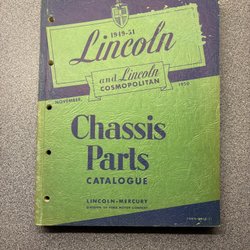 1949-51
Lincoln
and Lincoln
COSMOPOLITAN
NOVEMBER, 1950
Chassis
Parts
CATALOGUE
LINCOLN-MERCURY
DIVISION OF FORD MOTOR COMPANY